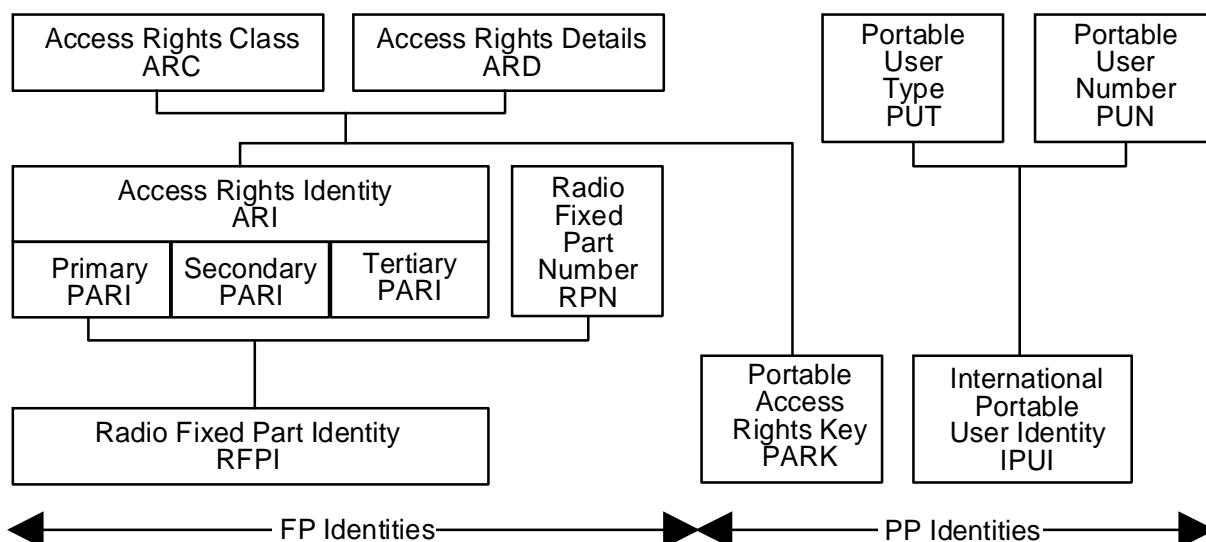 Access Rights Class
ARC
Access Rights Details
ARD
Portable
User
Type
PUT
Portable
User
Number
PUN
Access Rights Identity
ARI
Primary
PARI
Secondary
PARI
Tertiary
PARI
Radio
Fixed
Part
Number
RPN
Radio Fixed Part Identity
RFPI
Portable
Access
Rights Key
PARK
International
Portable
User Identity
IPUI
FP Identities
PP Identities